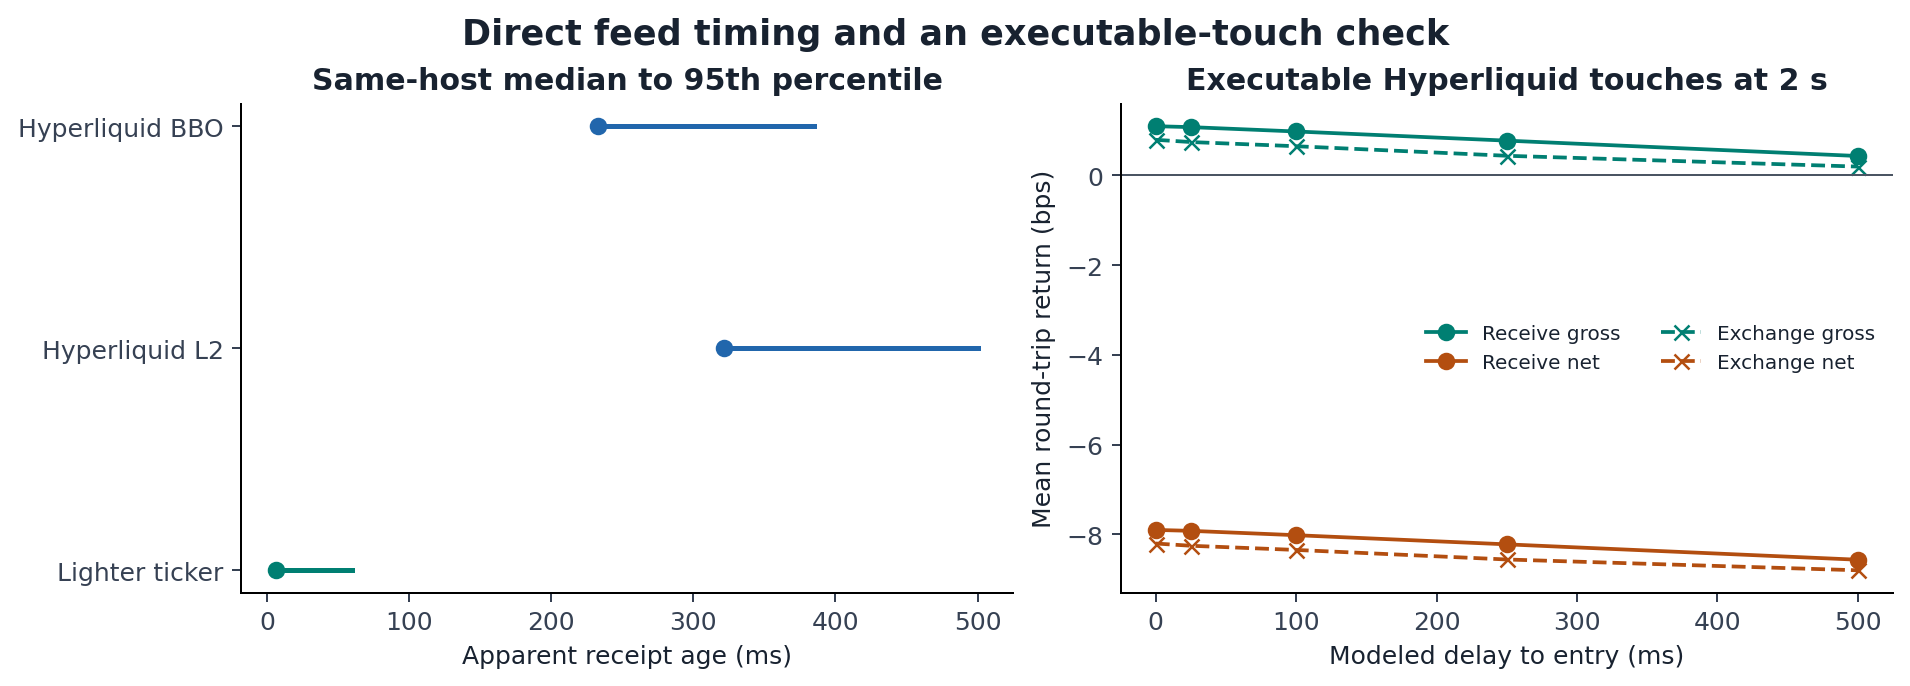 Direct feed timing and an executable-touch check
Same-host median to 95th percentile
Hyperliquid BBO
Hyperliquid L2
Lighter ticker
0 100 200 300 400 500
Apparent receipt age (ms)
Executable Hyperliquid touches at 2 s
Mean round-trip return (bps)
0
−2
−4
−6
−8
Receive gross
Receive net
Exchange gross
Exchange net
0 100 200 300 400 500
Modeled delay to entry (ms)